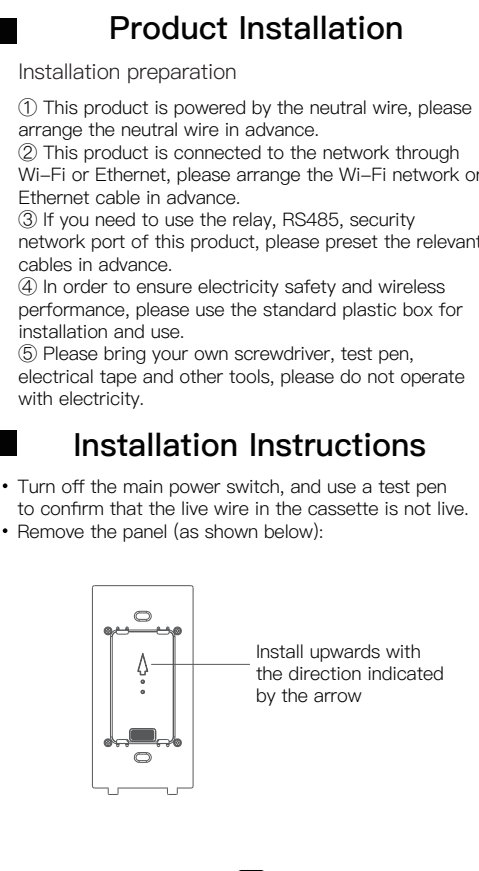 Product Installation
Installation preparation
① This product is powered by the neutral wire, please
arrange the neutral wire in advance.
② This product is connected to the network through
Wi–Fi or Ethernet, please arrange the Wi–Fi network or
Ethernet cable in advance.
③ If you need to use the relay, RS485, security
network port of this product, please preset the relevant
cables in advance.
④ In order to ensure electricity safety and wireless
performance, please use the standard plastic box for
installation and use.
⑤ Please bring your own screwdriver, test pen,
electrical tape and other tools, please do not operate
with electricity.
Installation Instructions
• Turn off the main power switch, and use a test pen
to confirm that the live wire in the cassette is not live.
• Remove the panel (as shown below):
Install upwards with
the direction indicated
by the arrow